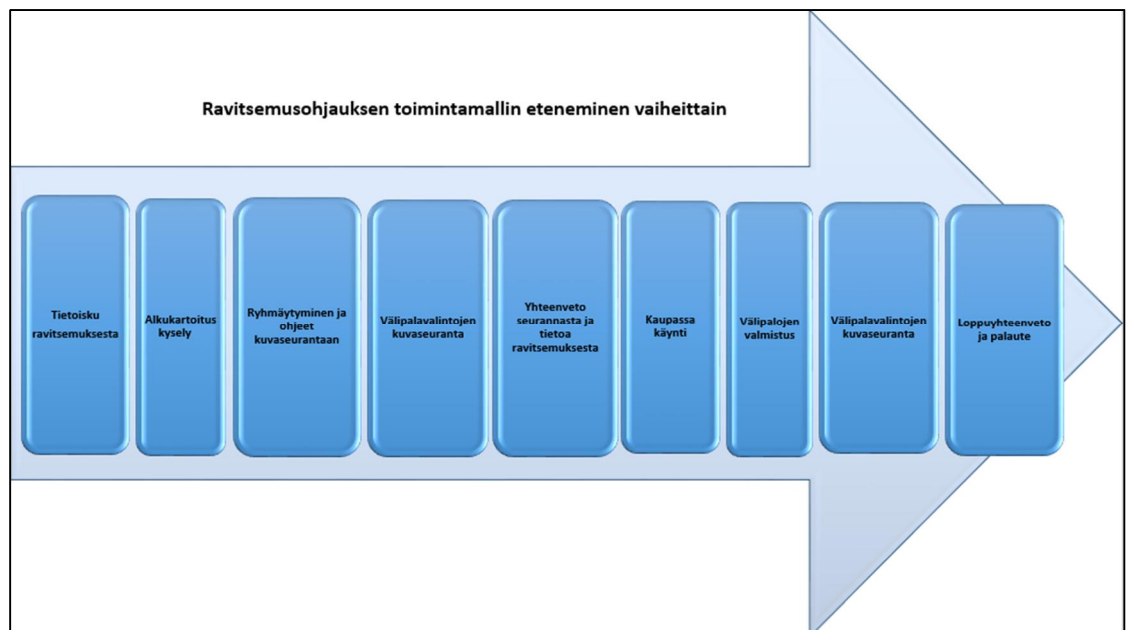 Ravitsemusohjauksen toimintamallin eteneminen vaiheittain
Tietoisku
ravitsemuksesta
Alkukartoitus
kysely
Ryhmäytyminen ja
ohjeet
kuvaseurantaan
Välipalavalintojen
kuvaseuranta
Yhteenveto
seurannasta ja
tietoa
ravitsemuksesta
Kaupassa
käynti
Välipalojen
valmistus
Välipalavalintojen
kuvaseuranta
Loppuyhteenveto
ja palaute